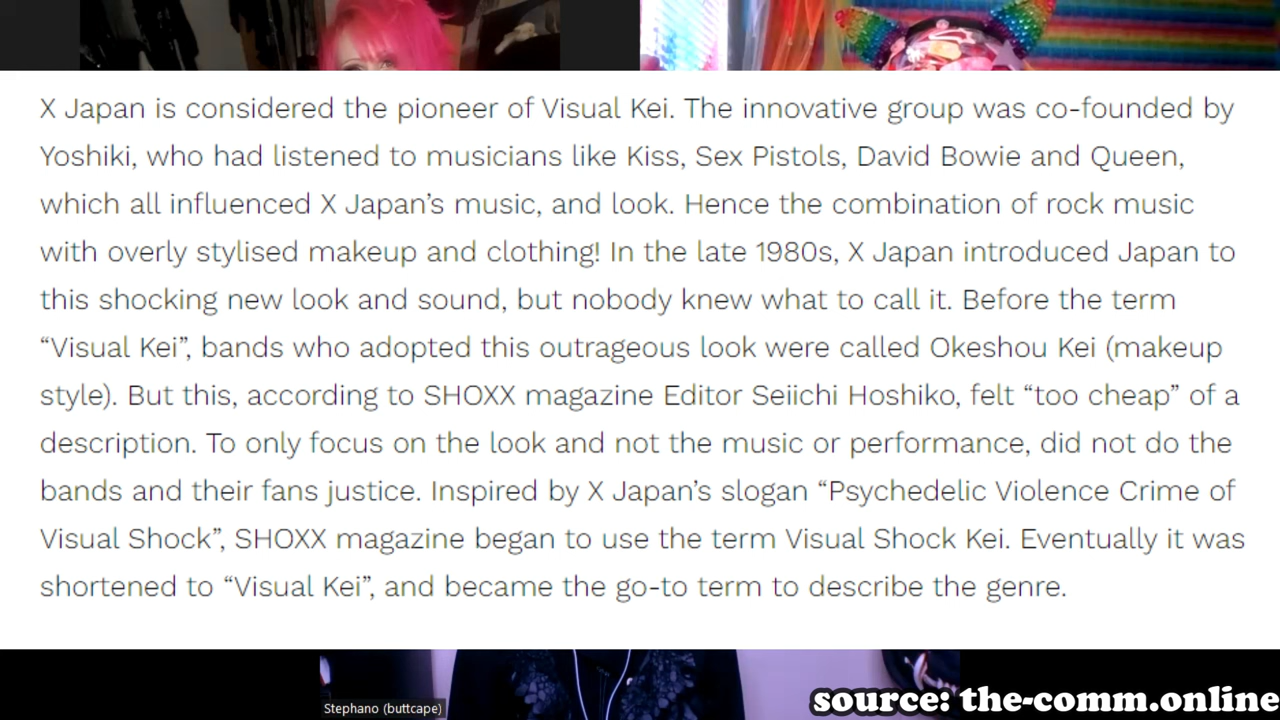 X Japan is considered the pioneer of Visual Kei. The innovative group was co-founded by
Yoshiki, who had listened to musicians like Kiss, Sex Pistols, David Bowie and Queen,
which all influenced X Japan’s music, and look. Hence the combination of rock music
with overly stylised makeup and clothing! In the late 1980s, X Japan introduced Japan to
this shocking new look and sound, but nobody knew what to call it. Before the term
“Visual Kei”, bands who adopted this outrageous look were called Okeshou Kei (makeup
style). But this, according to SHOXX magazine Editor Seiichi Hoshiko, felt “too cheap” of a
description. To only focus on the look and not the music or performance, did not do the
bands and their fans justice. Inspired by X Japan’s slogan “Psychedelic Violence Crime of
Visual Shock”, SHOXX magazine began to use the term Visual Shock Kei. Eventually it was
shortened to “Visual Kei”, and became the go-to term to describe the genre.
Stephano (buttcape)
source: the-comm.online